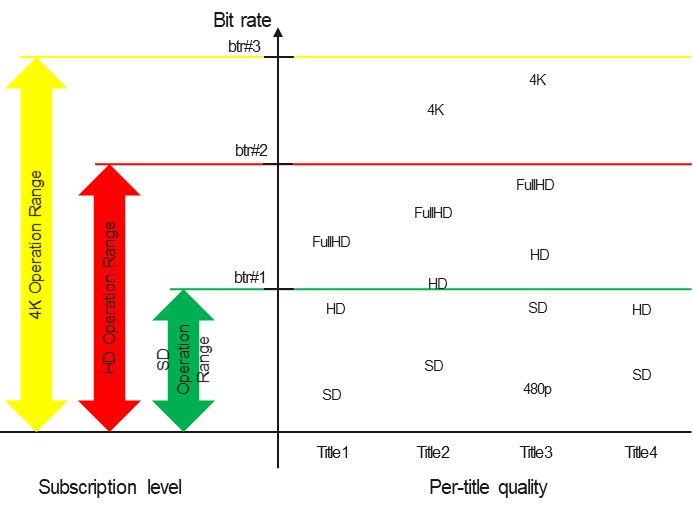 Bit rate
btr#3
4K
4K
btr#2
FullHD
FullHD
FullHD
HD
btr#1
HD
HD
SD
HD
SD
SD
480p
SD
4K Operation Range
HD Operation Range
SD
Operation
Range
Title1
Title2
Title3
Title4
Subscription level
Per-title quality